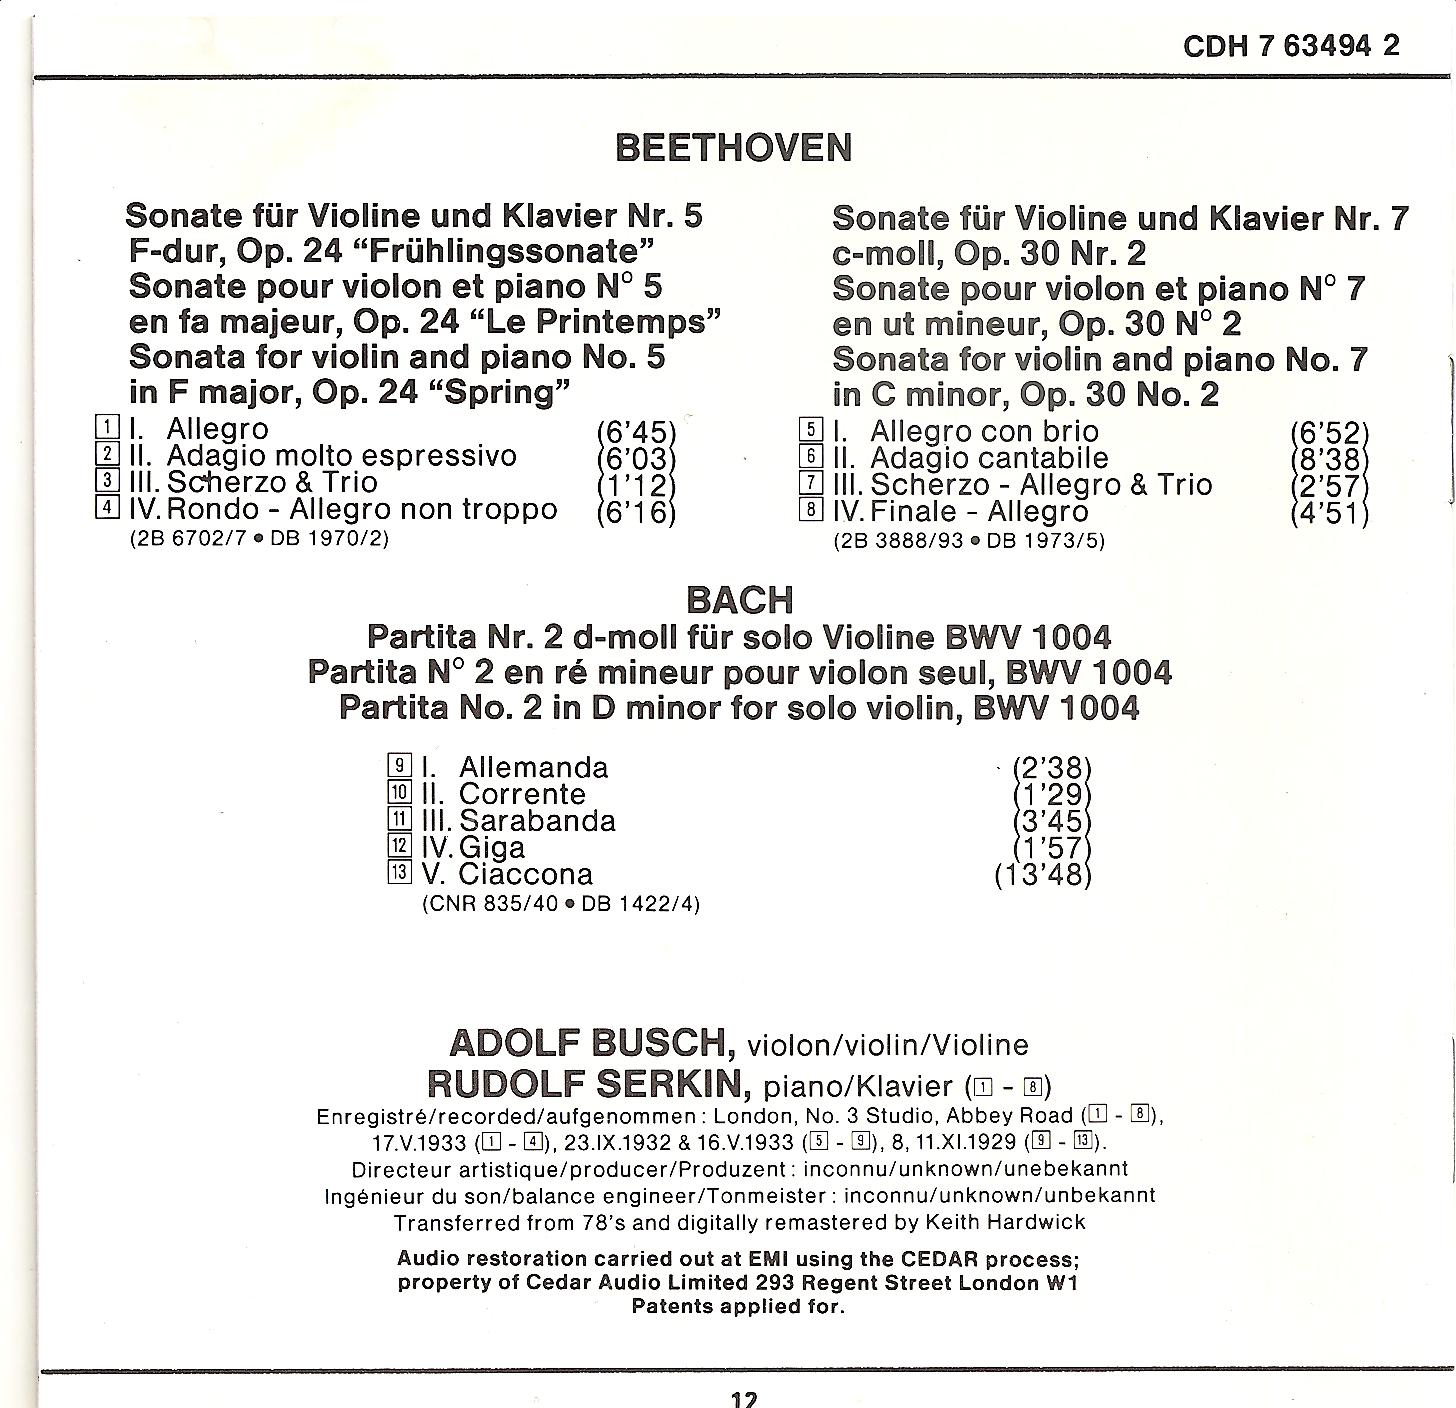 CDH 7 63494 2
BEETHOVEN
Sonate für Violine und Klavier Nr. 5
F-dur, Op. 24 “Frühlingssonate”
Sonate pour violon et piano N° 5
en fa majeur, Op. 24 “Le Printemps”
Sonata for violin and piano No. 5
in F major, Op. 24 “Spring”
1 I. Allegro (6’45)
2 II. Adagio molto espressivo (6’03)
3 III. Scherzo & Trio (1’12)
4 IV. Rondo - Allegro non troppo (6’16)
(2B 6702/7 • DB 1970/2)
Sonate für Violine und Klavier Nr. 7
c-moll, Op. 30 Nr. 2
Sonate pour violon et piano N° 7
en ut mineur, Op. 30 N° 2
Sonata for violin and piano No. 7
in C minor, Op. 30 No. 2
5 I. Allegro con brio (6’52)
6 II. Adagio cantabile (8’38)
7 III. Scherzo - Allegro & Trio (2’57)
8 IV. Finale - Allegro (4’51)
(2B 3888/93 • DB 1973/5)
BACH
Partita Nr. 2 d-moll für solo Violine BWV 1004
Partita N° 2 en ré mineur pour violon seul, BWV 1004
Partita No. 2 in D minor for solo violin, BWV 1004
9 I. Allemanda (2’38)
10 II. Corrente (1’29)
11 III. Sarabanda (3’45)
12 IV. Giga (1’57)
13 V. Ciaccona (13’48)
(CNR 835/40 • DB 1422/4)
ADOLF BUSCH, violon/violin/Violine
RUDOLF SERKIN, piano/Klavier (1 - 8)
Enregistré/recorded/aufgenommen : London, No. 3 Studio, Abbey Road (1 - 8),
17.V.1933 (1 - 4), 23.IX.1932 & 16.V.1933 (5 - 9), 8, 11.XI.1929 (9 - 13).
Directeur artistique/producer/Produzent : inconnu/unknown/unebekannt
Ingénieur du son/balance engineer/Tonmeister : inconnu/unknown/unbekannt
Transferred from 78’s and digitally remastered by Keith Hardwick
Audio restoration carried out at EMI using the CEDAR process;
property of Cedar Audio Limited 293 Regent Street London W1
Patents applied for.
12